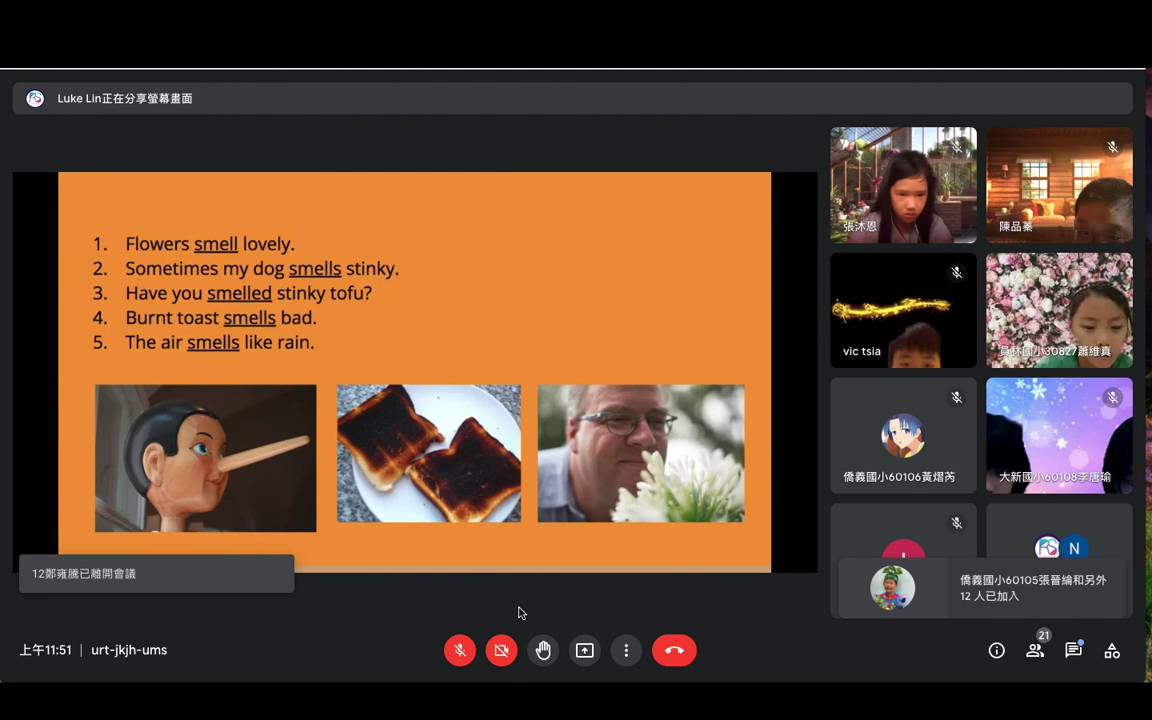 Luke Lin正在分享螢幕畫面
1. Flowers smell lovely.
2. Sometimes my dog smells stinky.
3. Have you smelled stinky tofu?
4. Burnt toast smells bad.
5. The air smells like rain.
張沐恩
陳品蓁
vic tsia
員林國小30827蕭維真
僑義國小60106黃熠芮
大新國小60108李唐瑜
N
僑義國小60105張晉綸和另外
12 人已加入
12鄭雍騰已離開會議
上午11:51 | urt-jkjh-ums
21